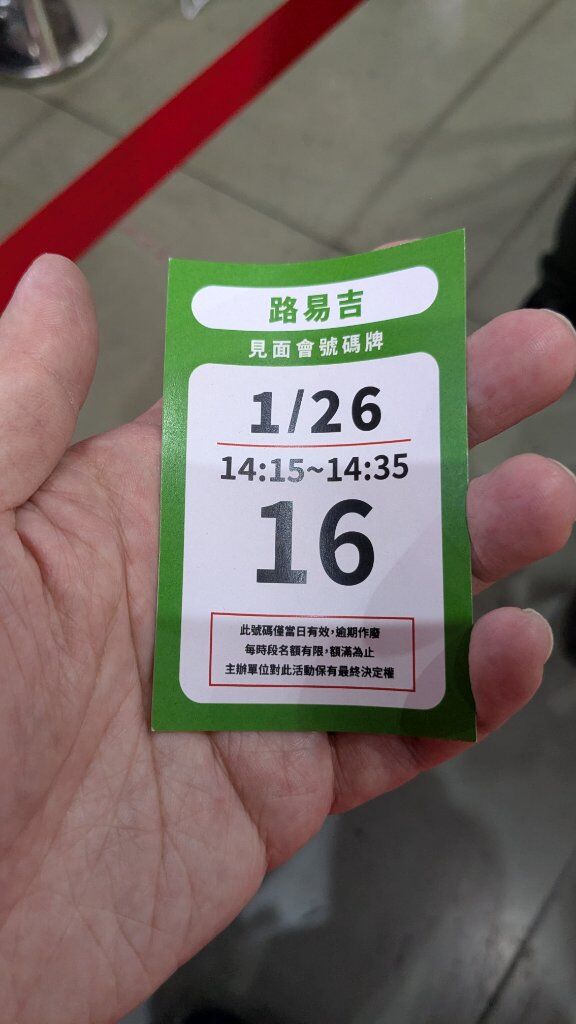 路易吉
見面會號碼牌
1/26
14:15~14:35
16
此號碼僅當日有效,逾期作廢
每時段名額有限,額滿為止
主辦單位對此活動保有最終決定權